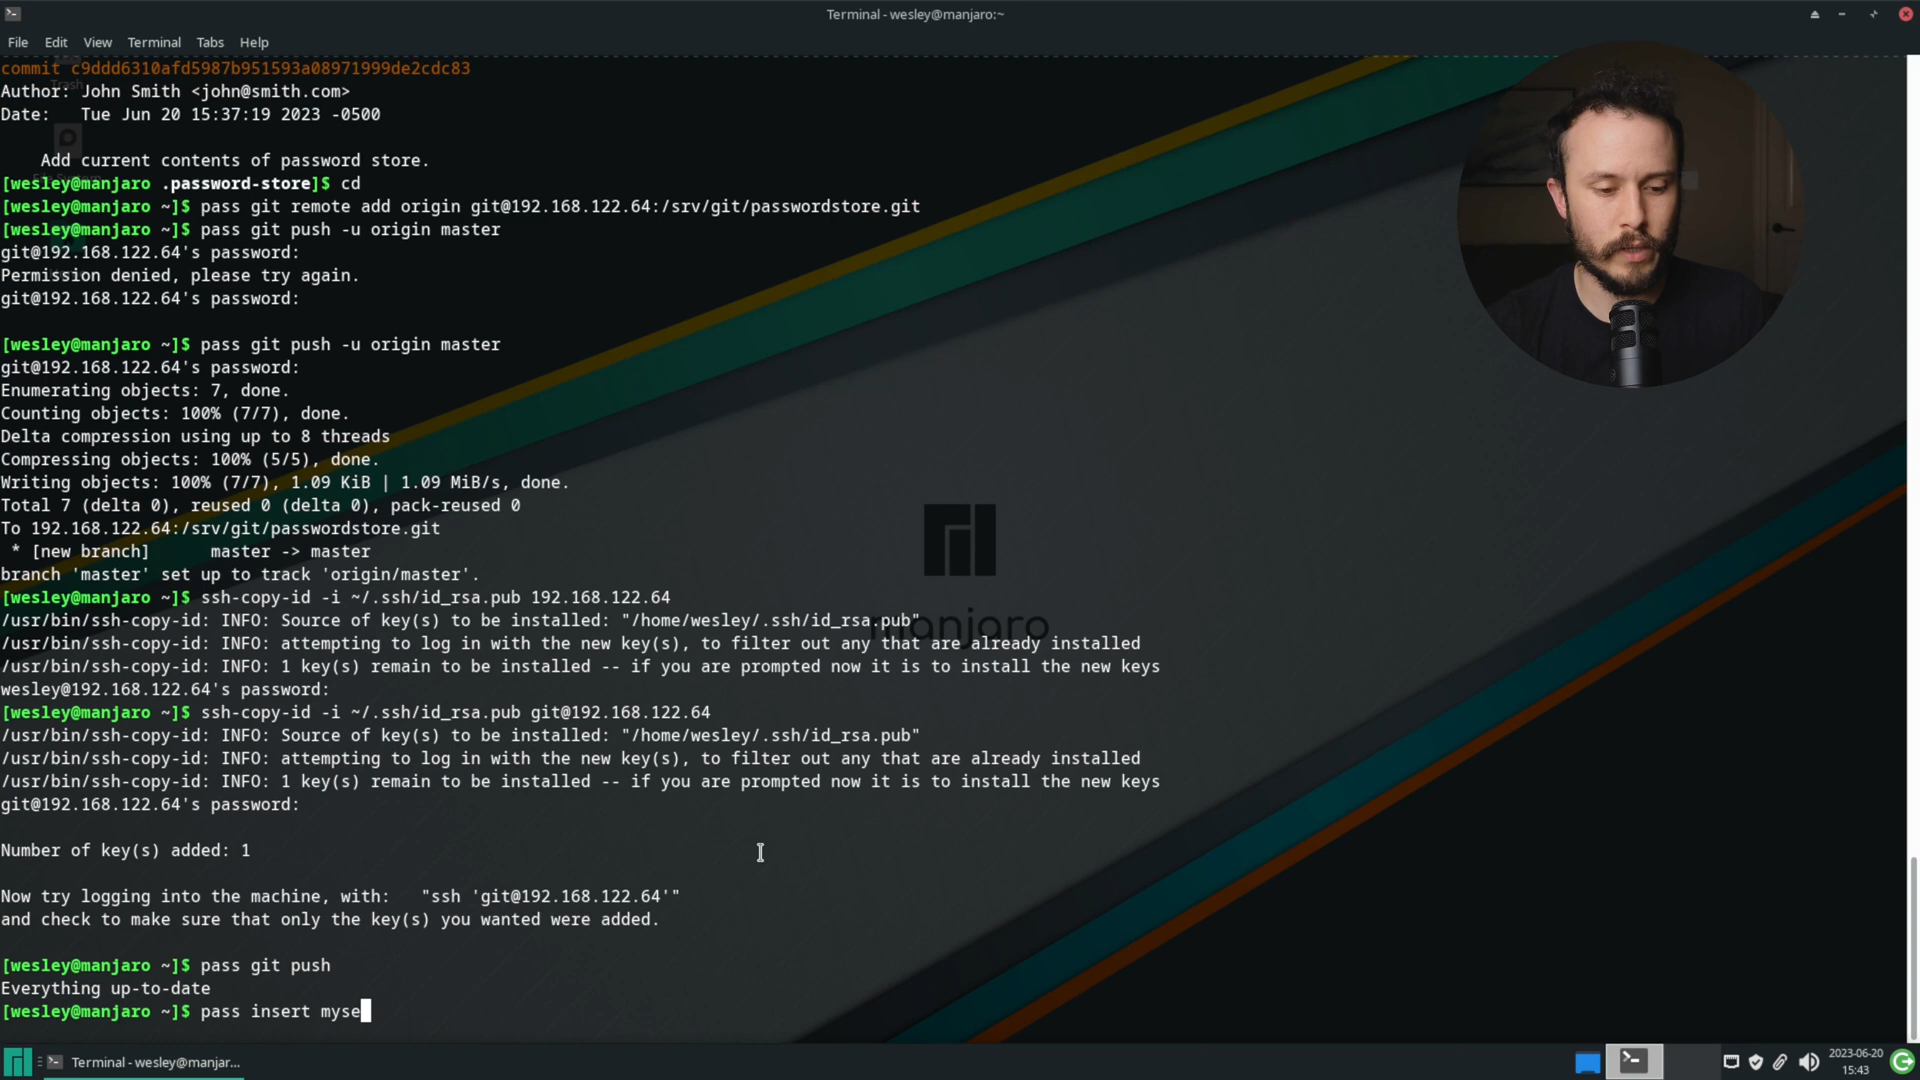 Terminal - wesley@manjaro:~
File Edit View Terminal Tabs Help
commit c9ddd6310afd5987b951593a08971999de2cdc83
Trash
Author: John Smith <john@smith.com>
Date:   Tue Jun 20 15:37:19 2023 -0500
    Add current contents of password store.
[wesley@manjaro .password-store]$ cd
[wesley@manjaro ~]$ pass git remote add origin git@192.168.122.64:/srv/git/passwordstore.git
[wesley@manjaro ~]$ pass git push -u origin master
git@192.168.122.64's password:
Permission denied, please try again.
git@192.168.122.64's password:
[wesley@manjaro ~]$ pass git push -u origin master
git@192.168.122.64's password:
Enumerating objects: 7, done.
Counting objects: 100% (7/7), done.
Delta compression using up to 8 threads
Compressing objects: 100% (5/5), done.
Writing objects: 100% (7/7), 1.09 KiB | 1.09 MiB/s, done.
Total 7 (delta 0), reused 0 (delta 0), pack-reused 0
To 192.168.122.64:/srv/git/passwordstore.git
 * [new branch]      master -> master
branch 'master' set up to track 'origin/master'.
[wesley@manjaro ~]$ ssh-copy-id -i ~/.ssh/id_rsa.pub 192.168.122.64
/usr/bin/ssh-copy-id: INFO: Source of key(s) to be installed: "/home/wesley/.ssh/id_rsa.pub"
manjaro
/usr/bin/ssh-copy-id: INFO: attempting to log in with the new key(s), to filter out any that are already installed
/usr/bin/ssh-copy-id: INFO: 1 key(s) remain to be installed -- if you are prompted now it is to install the new keys
wesley@192.168.122.64's password:
[wesley@manjaro ~]$ ssh-copy-id -i ~/.ssh/id_rsa.pub git@192.168.122.64
/usr/bin/ssh-copy-id: INFO: Source of key(s) to be installed: "/home/wesley/.ssh/id_rsa.pub"
/usr/bin/ssh-copy-id: INFO: attempting to log in with the new key(s), to filter out any that are already installed
/usr/bin/ssh-copy-id: INFO: 1 key(s) remain to be installed -- if you are prompted now it is to install the new keys
git@192.168.122.64's password:
Number of key(s) added: 1
Now try logging into the machine, with:   "ssh 'git@192.168.122.64'"
and check to make sure that only the key(s) you wanted were added.
[wesley@manjaro ~]$ pass git push
Everything up-to-date
[wesley@manjaro ~]$ pass insert myse
Terminal - wesley@manjar...
2023-06-20
15:43